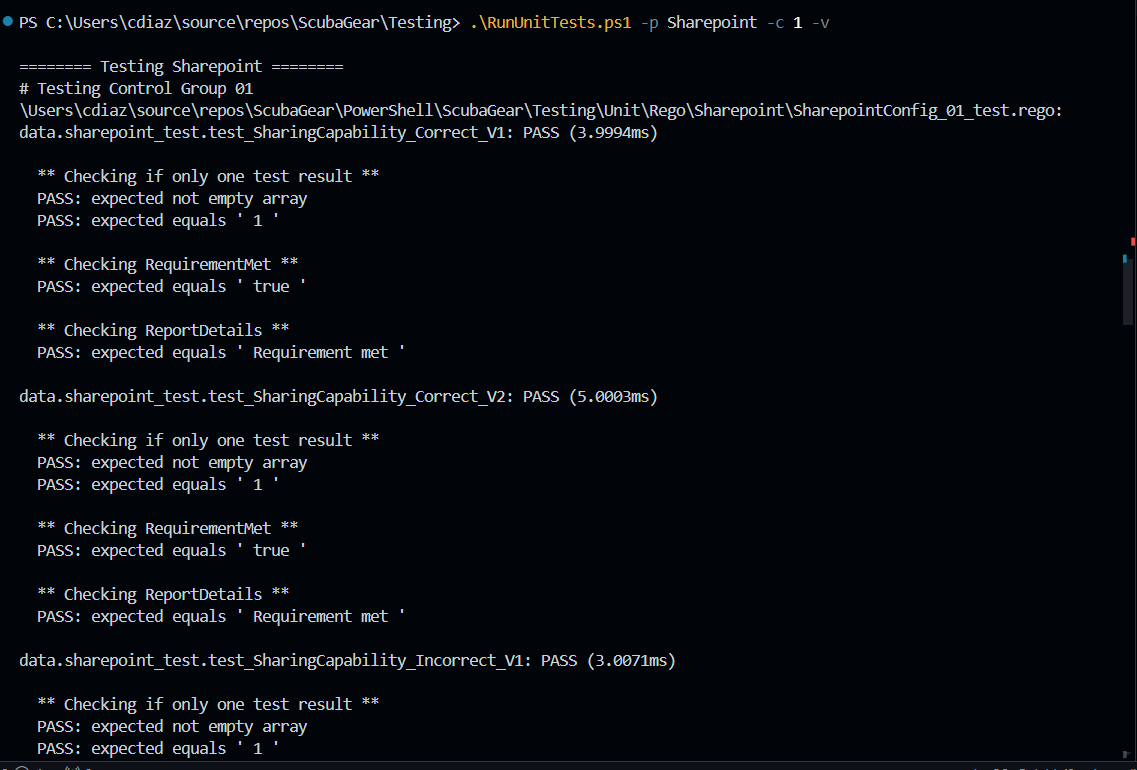 PS C:\Users\cdiaz\source\repos\ScubaGear\Testing> .\RunUnitTests.ps1 -p Sharepoint -c 1 -v
======== Testing Sharepoint ========
# Testing Control Group 01
\Users\cdiaz\source\repos\ScubaGear\PowerShell\ScubaGear\Testing\Unit\Rego\Sharepoint\SharepointConfig_01_test.rego:
data.sharepoint_test.test_SharingCapability_Correct_V1: PASS (3.9994ms)
** Checking if only one test result **
PASS: expected not empty array
PASS: expected equals ' 1 '
** Checking RequirementMet **
PASS: expected equals ' true '
** Checking ReportDetails **
PASS: expected equals ' Requirement met '
data.sharepoint_test.test_SharingCapability_Correct_V2: PASS (5.0003ms)
** Checking if only one test result **
PASS: expected not empty array
PASS: expected equals ' 1 '
** Checking RequirementMet **
PASS: expected equals ' true '
** Checking ReportDetails **
PASS: expected equals ' Requirement met '
data.sharepoint_test.test_SharingCapability_Incorrect_V1: PASS (3.0071ms)
** Checking if only one test result **
PASS: expected not empty array
PASS: expected equals ' 1 '